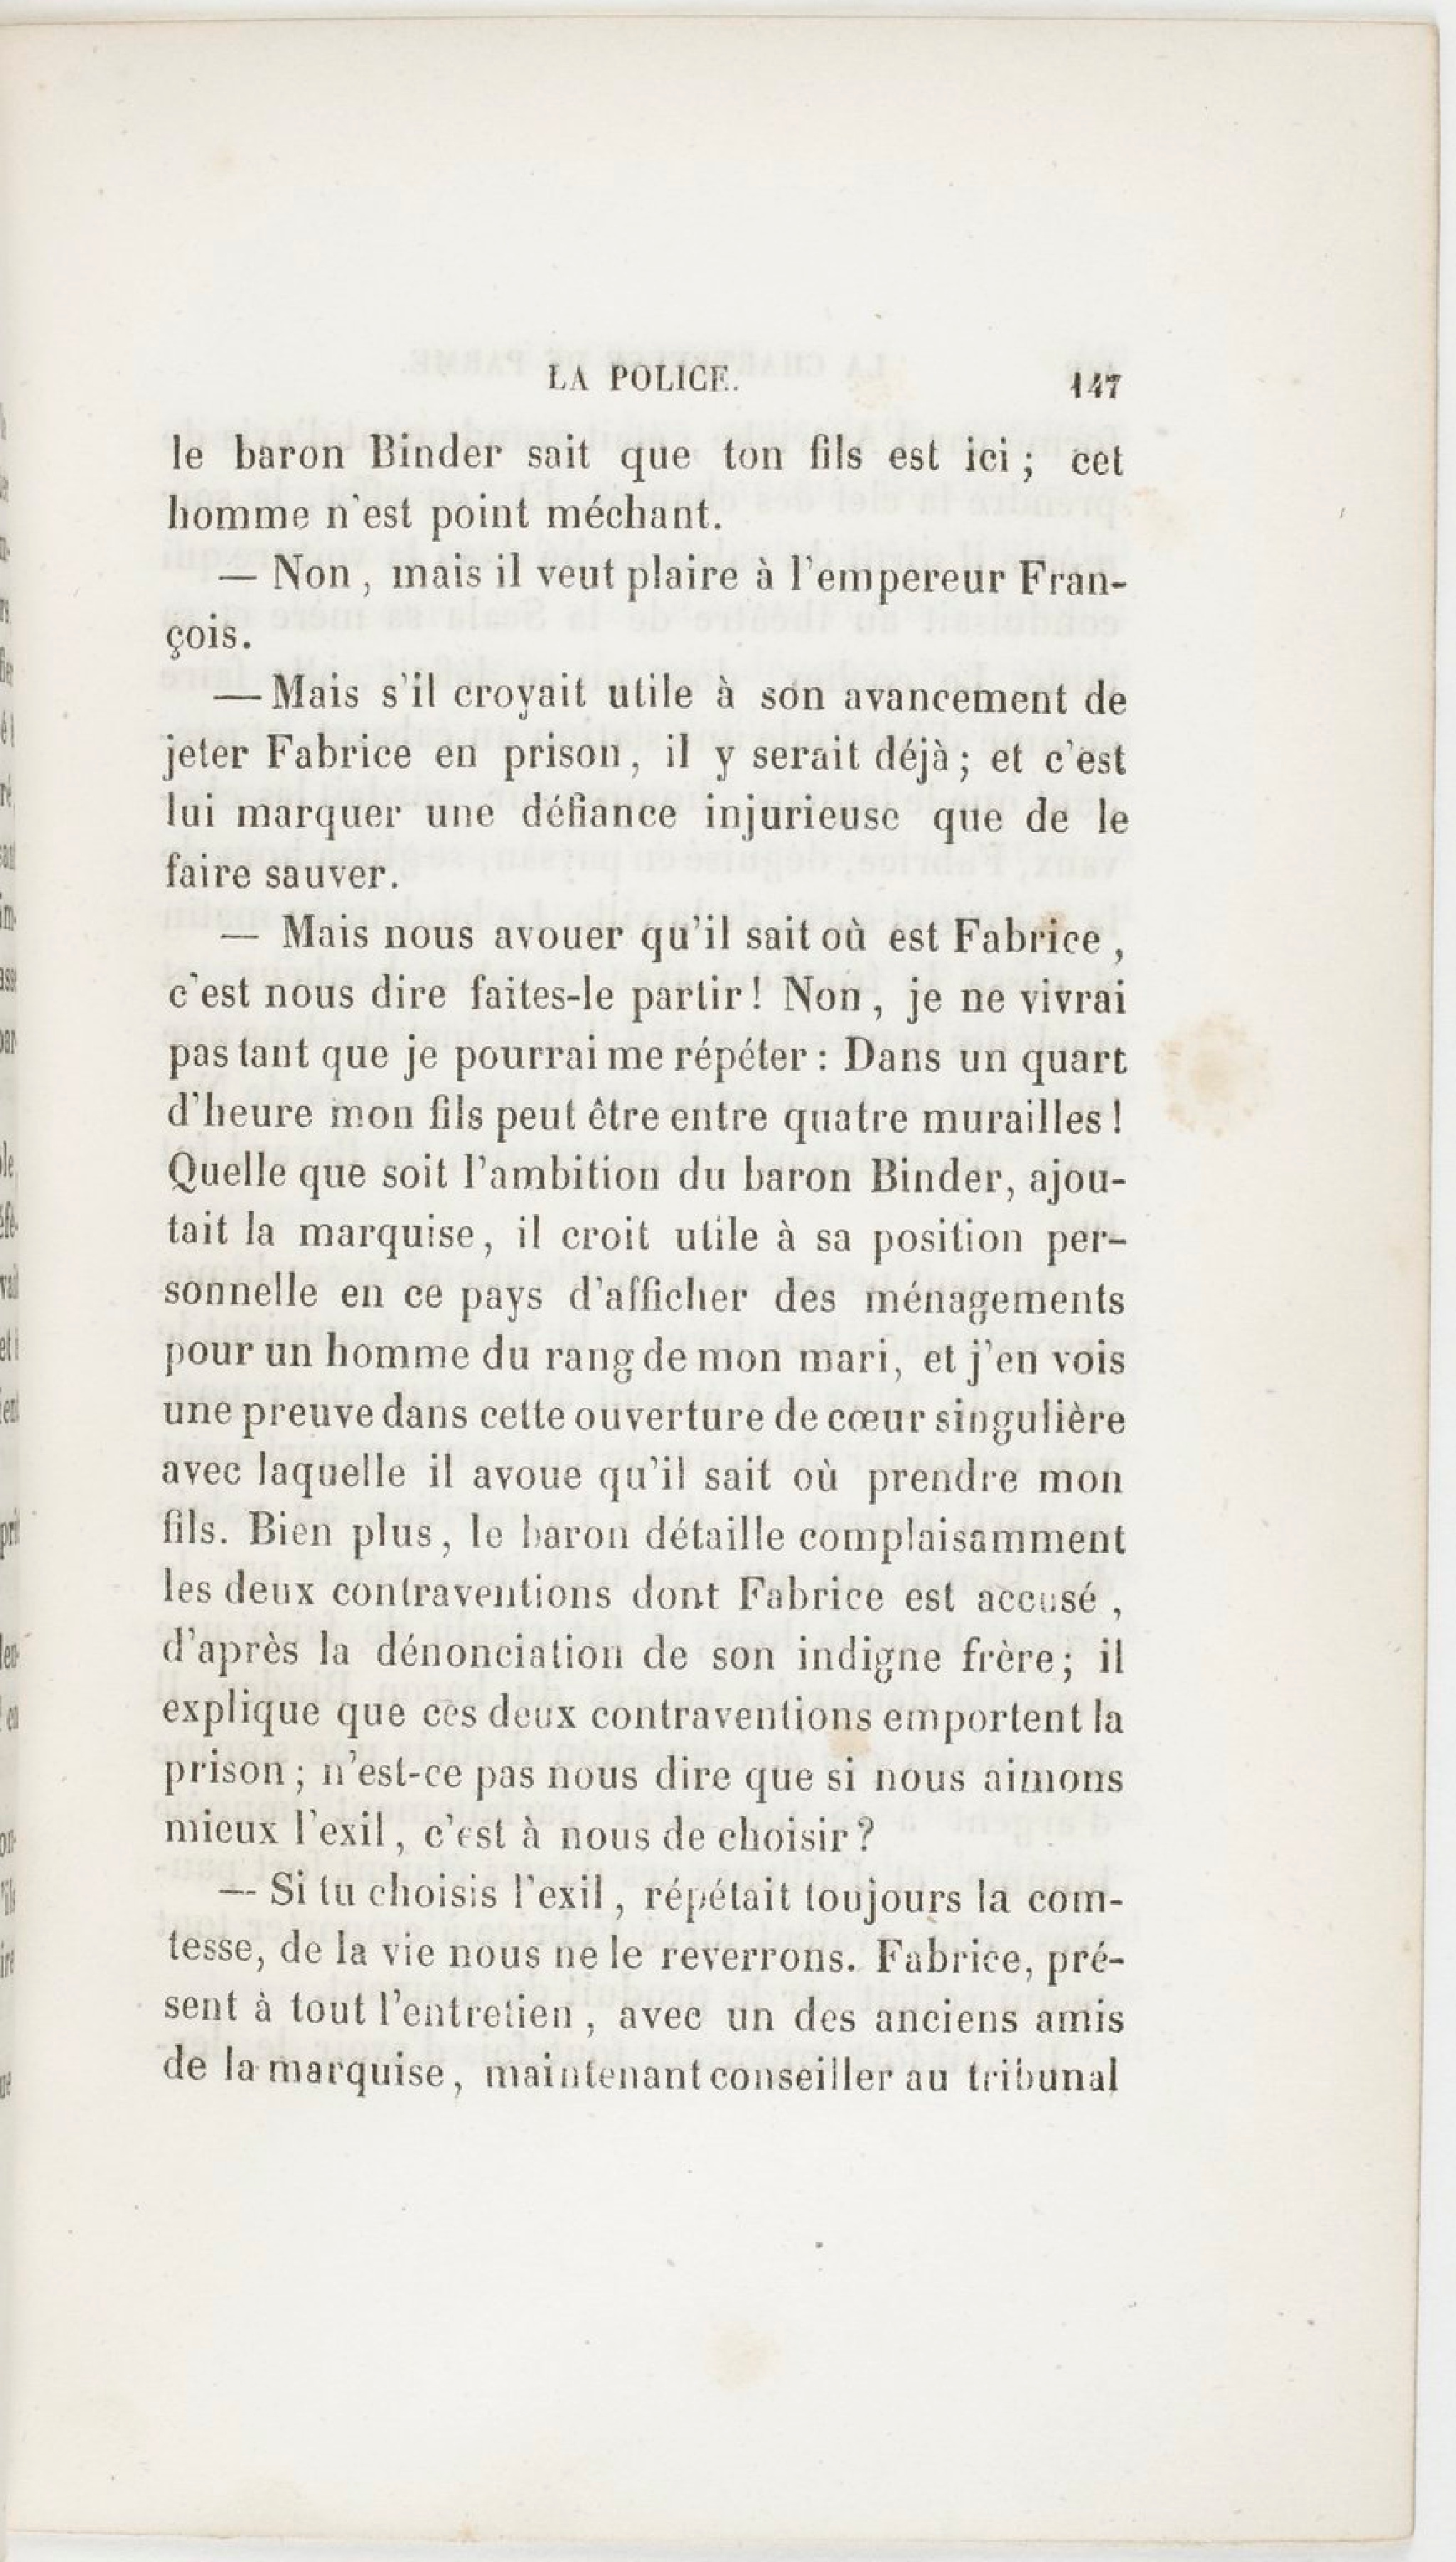 LA POLICE. 147
le baron Binder sait que ton fils est ici ; cet
homme n'est point méchant.
— Non, mais il veut plaire à l'empereur Fran-
çois.
— Mais s'il croyait utile à son avancement de
jeter Fabrice en prison, il y serait déjà ; et c'est
lui marquer une défiance injurieuse que de le
faire sauver.
— Mais nous avouer qu'il sait où est Fabrice,
c'est nous dire faites-le partir ! Non, je ne vivrai
pas tant que je pourrai me répéter : Dans un quart
d'heure mon fils peut être entre quatre murailles !
Quelle que soit l'ambition du baron Binder, ajou-
tait la marquise, il croit utile à sa position per-
sonnelle en ce pays d'afficher des ménagements
pour un homme du rang de mon mari, et j'en vois
une preuve dans cette ouverture de cœur singulière
avec laquelle il avoue qu'il sait où prendre mon
fils. Bien plus, le baron détaille complaisamment
les deux contraventions dont Fabrice est accusé,
d'après la dénonciation de son indigne frère ; il
explique que ces deux contraventions emportent la
prison ; n'est-ce pas nous dire que si nous aimons
mieux l'exil, c'est à nous de choisir ?
— Si tu choisis l'exil, répétait toujours la com-
tesse, de la vie nous ne le reverrons. Fabrice, pré-
sent à tout l'entretien, avec un des anciens amis
de la marquise, maintenant conseiller au tribunal